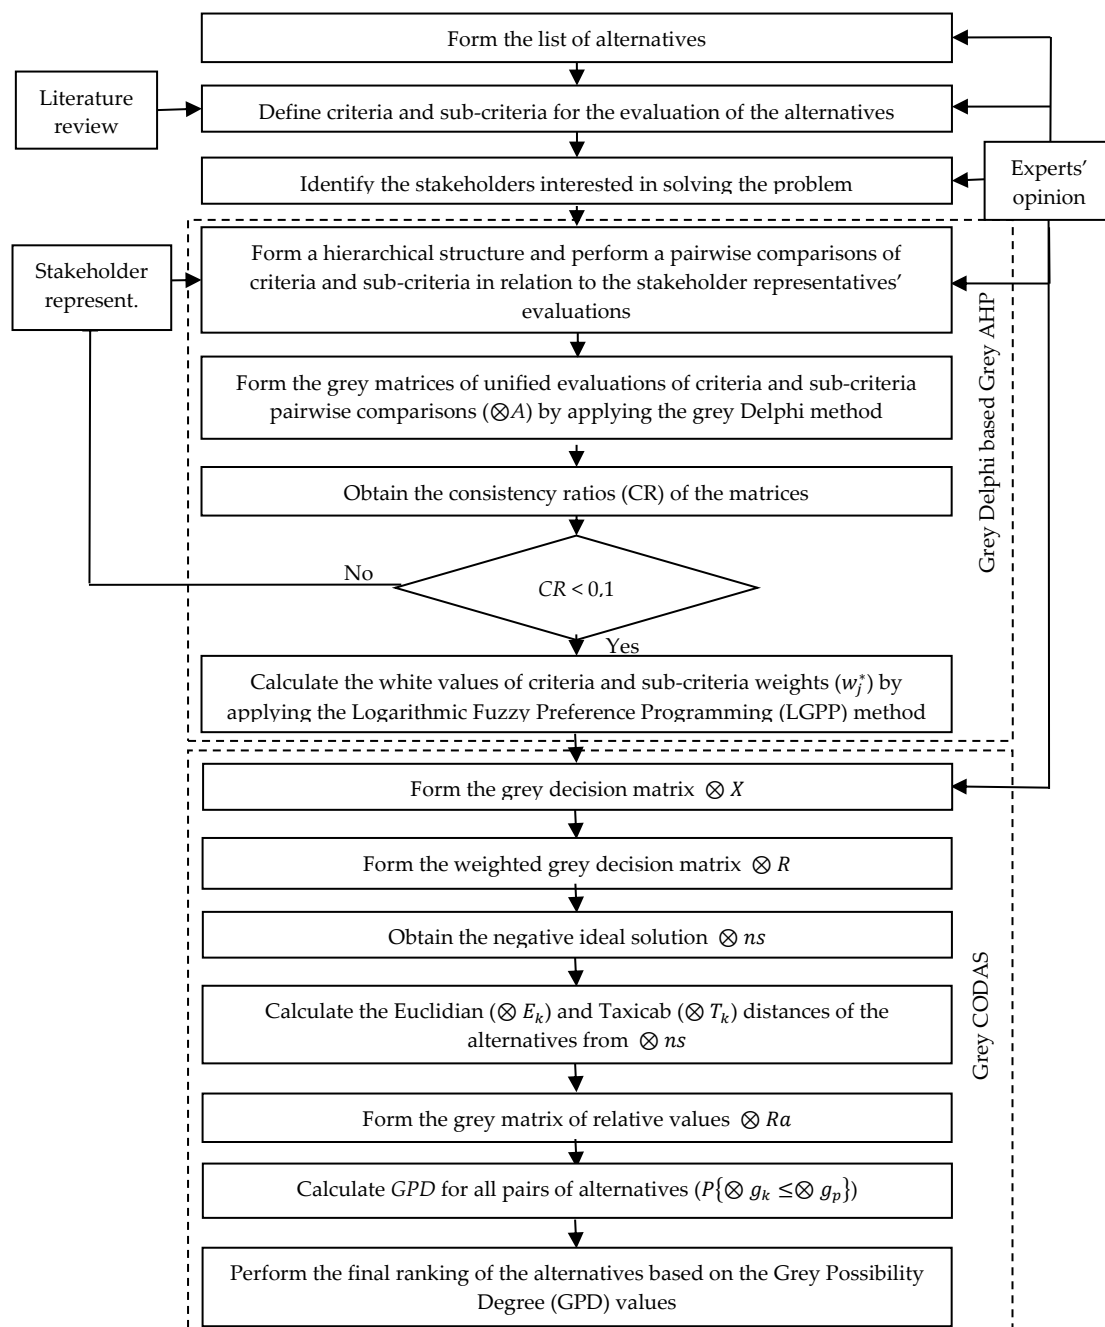 Form the list of alternatives
Literature
review
Define criteria and sub-criteria for the evaluation of the alternatives
Experts’
opinion
Identify the stakeholders interested in solving the problem
Stakeholder
represent.
Form a hierarchical structure and perform a pairwise comparisons of
criteria and sub-criteria in relation to the stakeholder representatives’
evaluations
Form the grey matrices of unified evaluations of criteria and sub-criteria
pairwise comparisons (⊗A) by applying the grey Delphi method
Obtain the consistency ratios (CR) of the matrices
Grey Delphi based Grey AHP
No
CR < 0,1
Yes
Calculate the white values of criteria and sub-criteria weights (w_j^*) by
applying the Logarithmic Fuzzy Preference Programming (LGPP) method
Form the grey decision matrix ⊗ X
Form the weighted grey decision matrix ⊗ R
Obtain the negative ideal solution ⊗ ns
Calculate the Euclidian (⊗ E_k) and Taxicab (⊗ T_k) distances of the
alternatives from ⊗ ns
Grey CODAS
Form the grey matrix of relative values ⊗ Ra
Calculate GPD for all pairs of alternatives (P{⊗ g_k ≤⊗ g_p})
Perform the final ranking of the alternatives based on the Grey Possibility
Degree (GPD) values